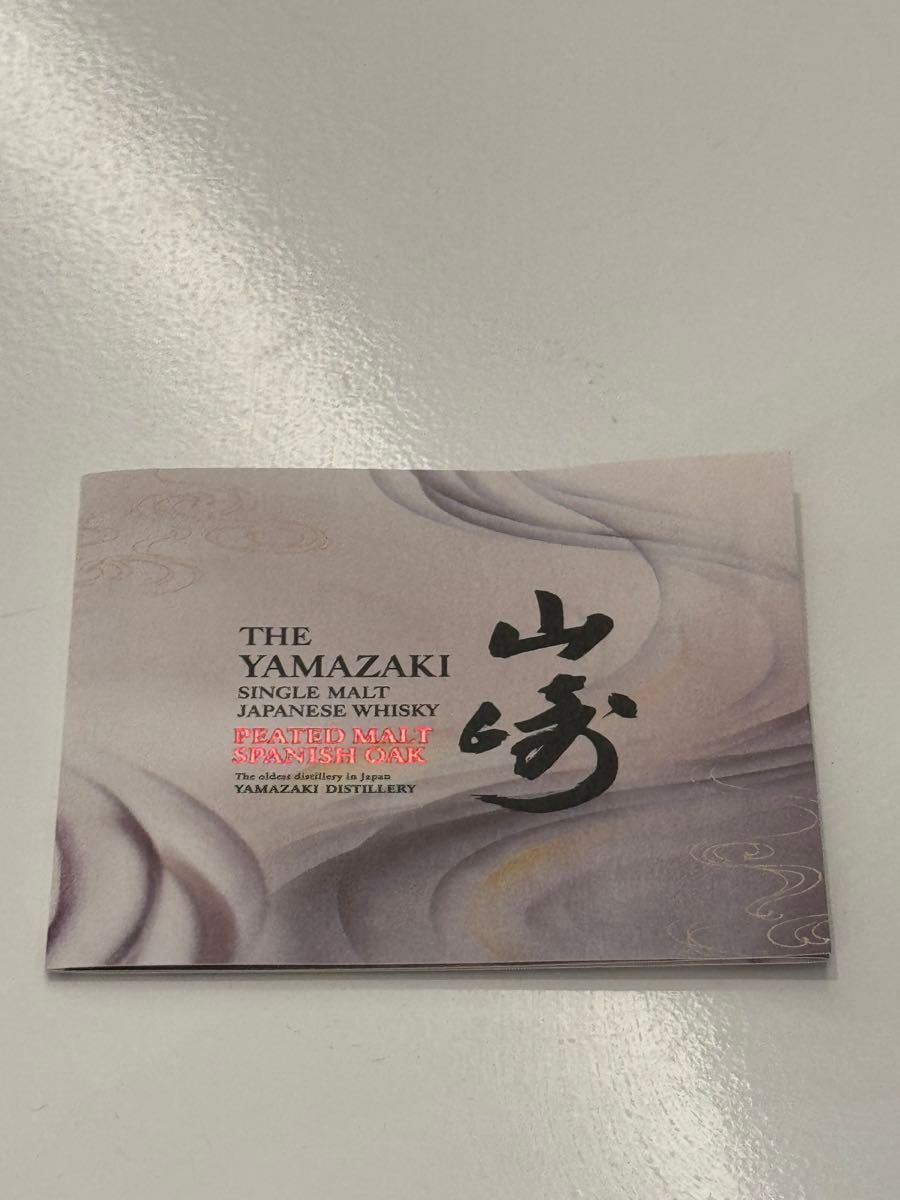 THE
YAMAZAKI
SINGLE MALT
JAPANESE WHISKY
PEATED MALT
SPANISH OAK
The oldest distillery in Japan
YAMAZAKI DISTILLERY
山
崎